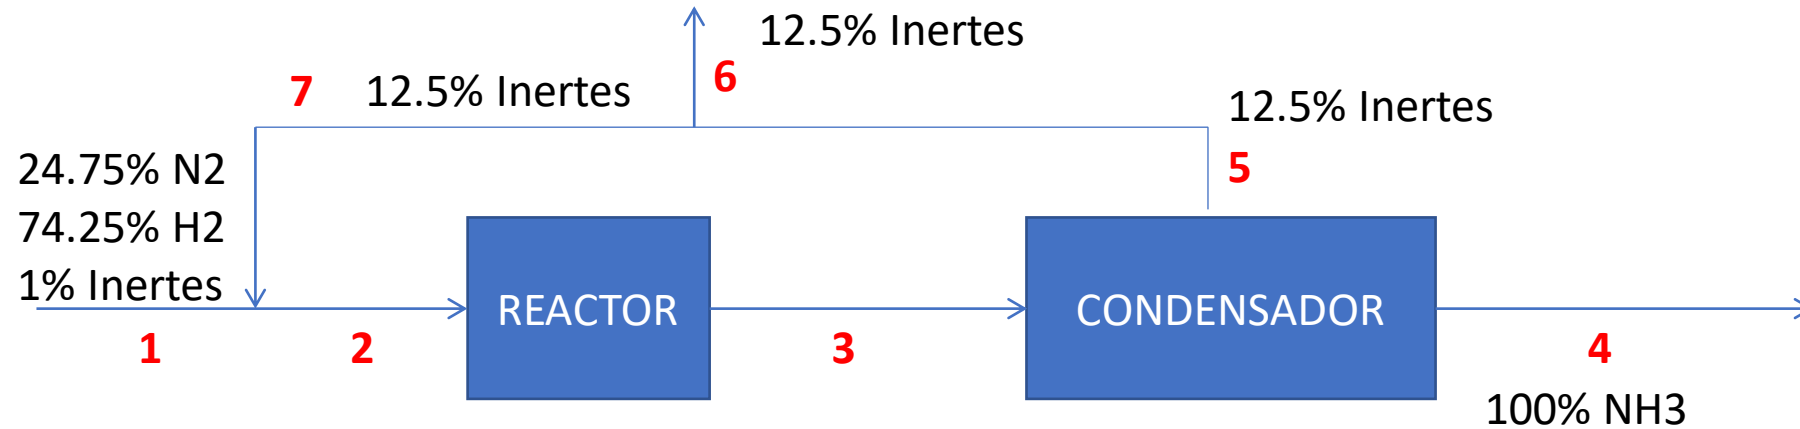 12.5% Inertes
6
7
12.5% Inertes
12.5% Inertes
5
24.75% N2
74.25% H2
1% Inertes
REACTOR
CONDENSADOR
1
2
3
4
100% NH3